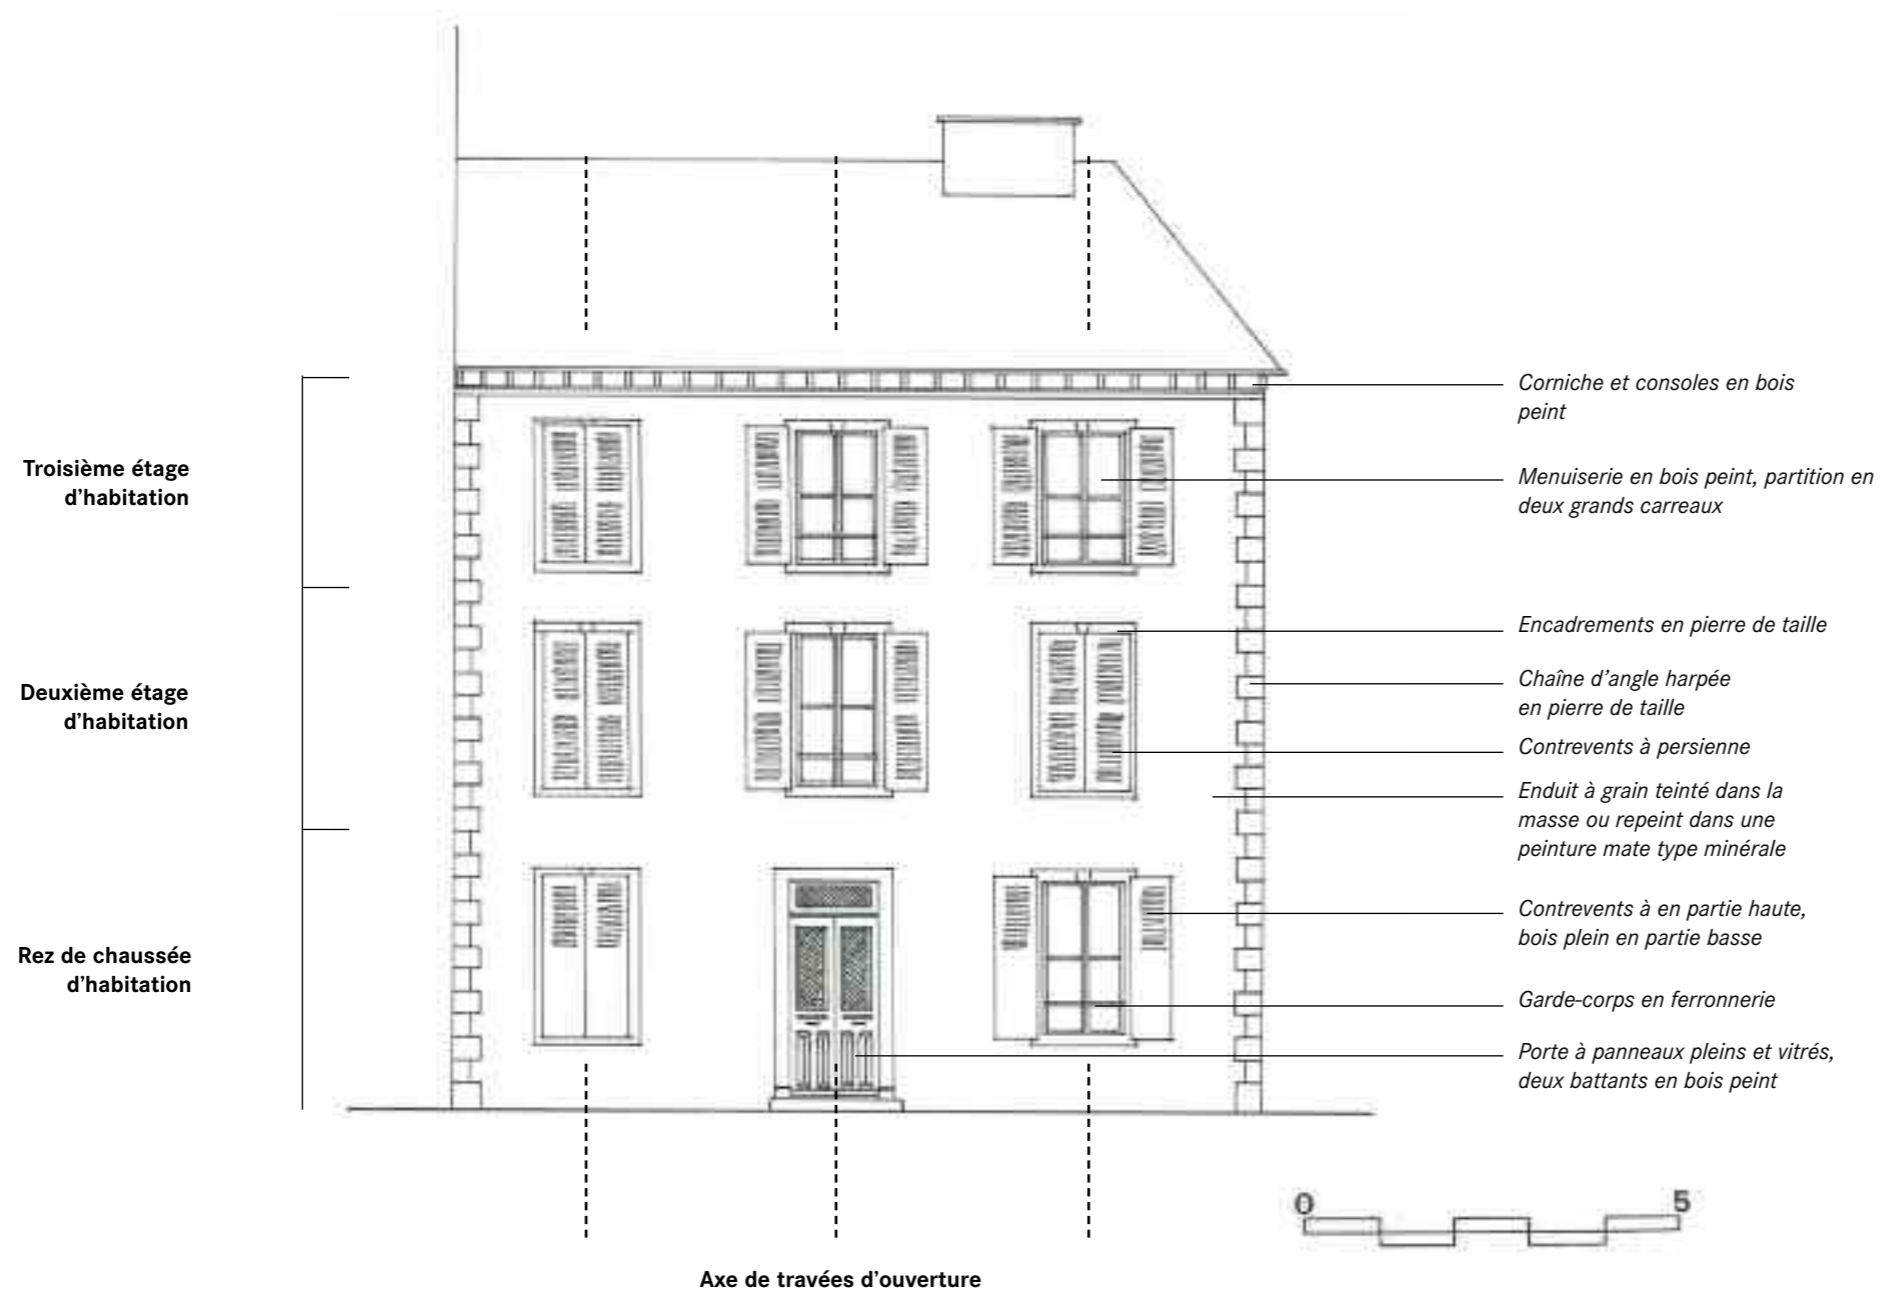 Troisième étage
d’habitation
Deuxième étage
d’habitation
Rez de chaussée
d’habitation
Corniche et consoles en bois
peint
Menuiserie en bois peint, partition en
deux grands carreaux
Encadrements en pierre de taille
Chaîne d’angle harpée
en pierre de taille
Contrevents à persienne
Enduit à grain teinté dans la
masse ou repeint dans une
peinture mate type minérale
Contrevents à en partie haute,
bois plein en partie basse
Garde-corps en ferronnerie
Porte à panneaux pleins et vitrés,
deux battants en bois peint
0 5
Axe de travées d’ouverture